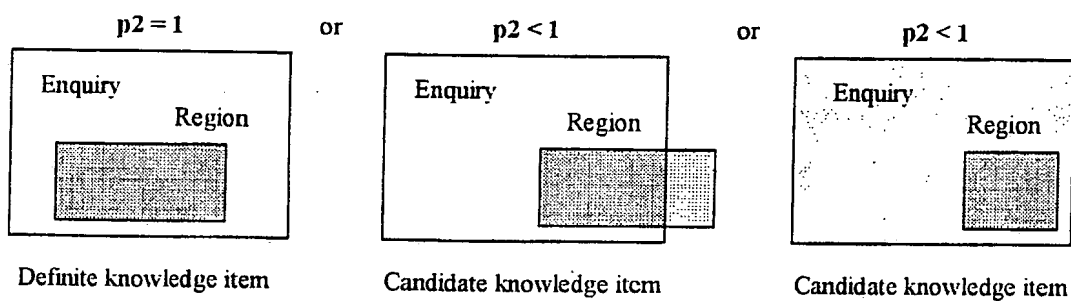 p2 = 1 or p2 < 1 or p2 < 1
Enquiry
Region
Enquiry
Region
Enquiry
Region
Definite knowledge item
Candidate knowledge item
Candidate knowledge item